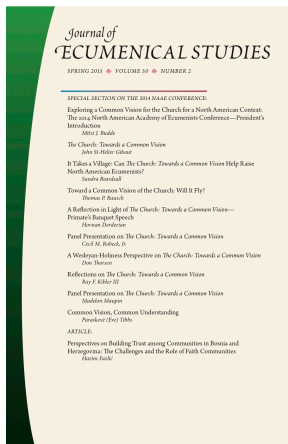 Journal of
ECUMENICAL STUDIES
SPRING 2015 ❖ VOLUME 50 ❖ NUMBER 2
SPECIAL SECTION ON THE 2014 NAAE CONFERENCE:
Exploring a Common Vision for the Church for a North American Context:
The 2014 North American Academy of Ecumenists Conference—President's
Introduction
Mitzi J. Budde
The Church: Towards a Common Vision
John St-Helier Gibaut
It Takes a Village: Can The Church: Towards a Common Vision Help Raise
North American Ecumenists?
Sandra Beardsall
Toward a Common Vision of the Church: Will It Fly?
Thomas P. Rausch
A Reflection in Light of The Church: Towards a Common Vision—
Primate's Banquet Speech
Hovnan Derderian
Panel Presentation on The Church: Towards a Common Vision
Cecil M. Robeck, Jr.
A Wesleyan-Holiness Perspective on The Church: Towards a Common Vision
Don Thorsen
Reflections on The Church: Towards a Common Vision
Ray F. Kibler III
Panel Presentation on The Church: Towards a Common Vision
Madelon Maupin
Common Vision, Common Understanding
Paraskevè (Eve) Tibbs
ARTICLE:
Perspectives on Building Trust among Communities in Bosnia and
Herzegovina: The Challenges and the Role of Faith Communities
Hazim Fazlić